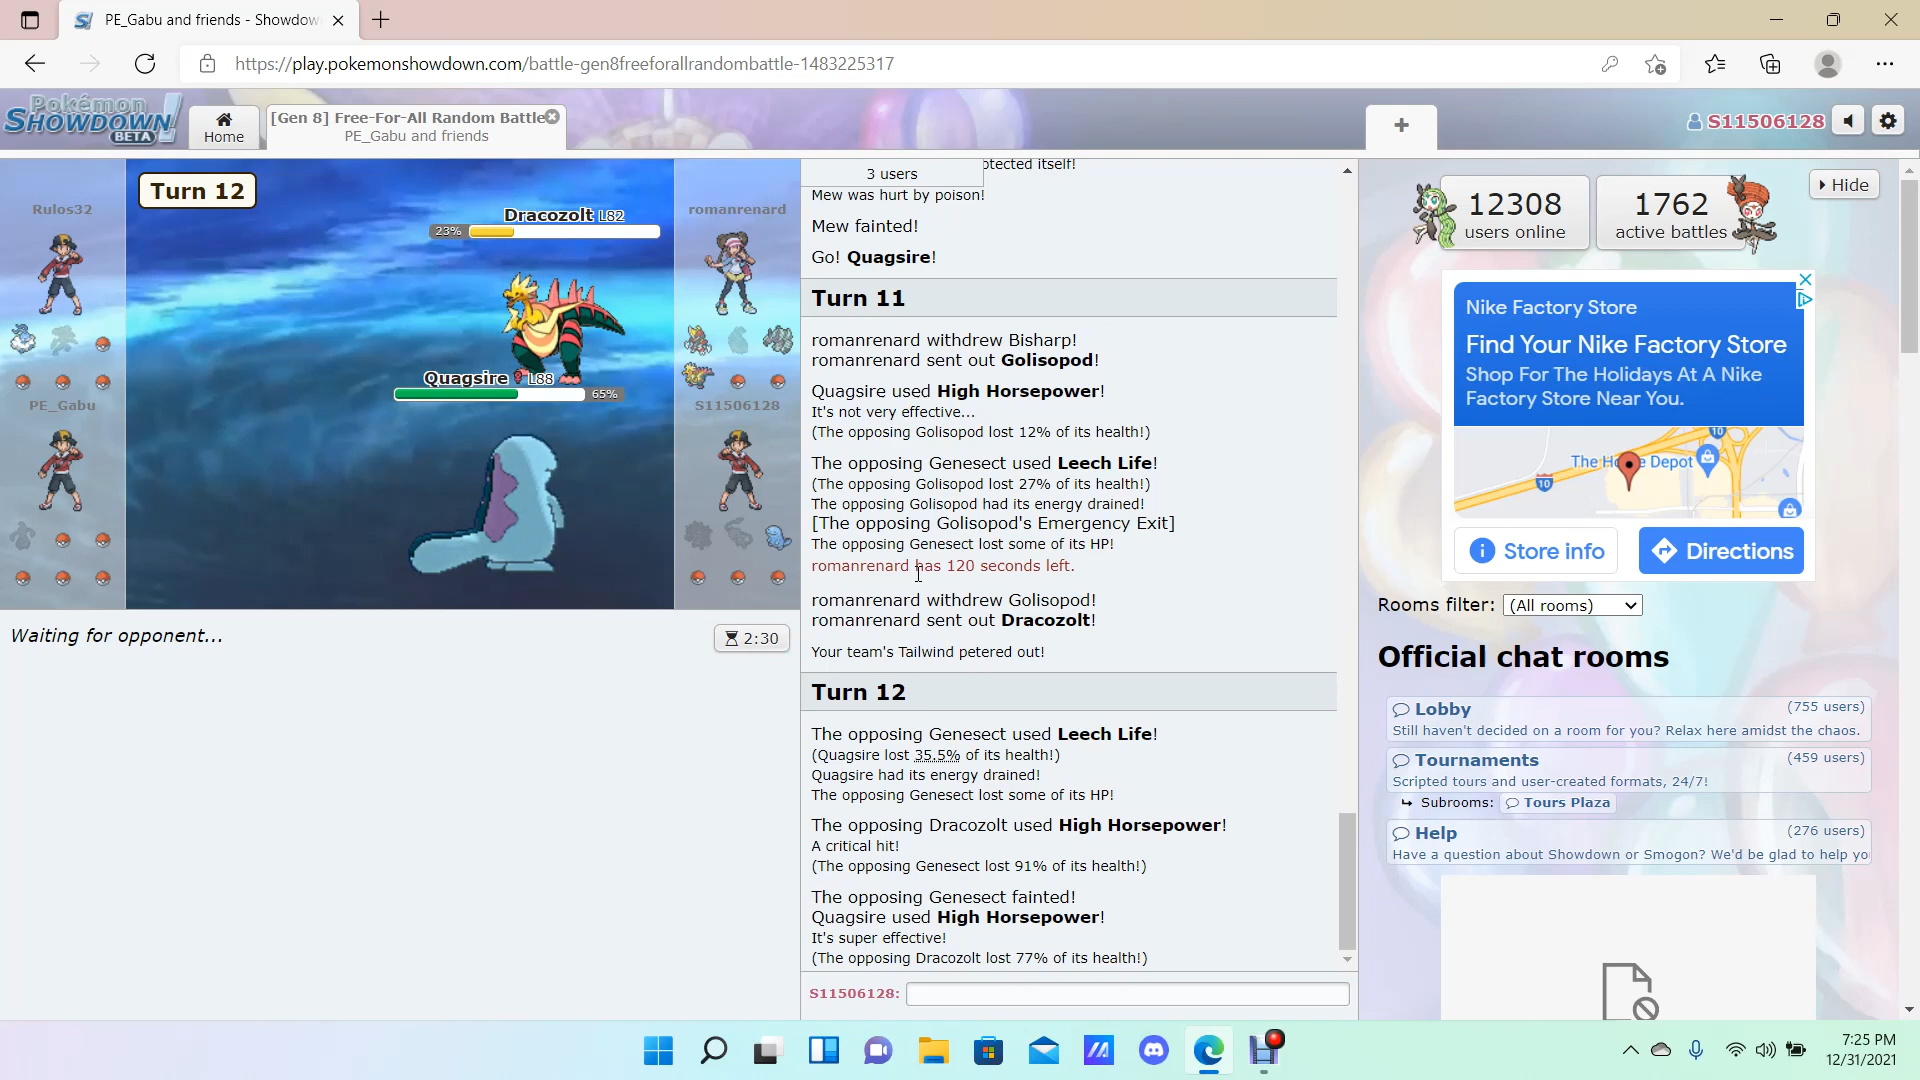 PE_Gabu and friends - Showdow
https://play.pokemonshowdown.com/battle-gen8freeforallrandombattle-1483225317
Pokémon
SHOWDOWN!
BETA
Home
[Gen 8] Free-For-All Random Battle
PE_Gabu and friends
+
S11506128
Turn 12
Rulos32
romanrenard
PE_Gabu
S11506128
Dracozolt L82
23%
Quagsire L88
65%
Waiting for opponent...
2:30
3 users
otected itself!
Mew was hurt by poison!
Mew fainted!
Go! Quagsire!
Turn 11
romanrenard withdrew Bisharp!
romanrenard sent out Golisopod!
Quagsire used High Horsepower!
It's not very effective...
(The opposing Golisopod lost 12% of its health!)
The opposing Genesect used Leech Life!
(The opposing Golisopod lost 27% of its health!)
The opposing Golisopod had its energy drained!
[The opposing Golisopod's Emergency Exit]
The opposing Genesect lost some of its HP!
romanrenard has 120 seconds left.
romanrenard withdrew Golisopod!
romanrenard sent out Dracozolt!
Your team's Tailwind petered out!
Turn 12
The opposing Genesect used Leech Life!
(Quagsire lost 35.5% of its health!)
Quagsire had its energy drained!
The opposing Genesect lost some of its HP!
The opposing Dracozolt used High Horsepower!
A critical hit!
(The opposing Genesect lost 91% of its health!)
The opposing Genesect fainted!
Quagsire used High Horsepower!
It's super effective!
(The opposing Dracozolt lost 77% of its health!)
S11506128:
12308
users online
1762
active battles
Hide
Nike Factory Store
Find Your Nike Factory Store
Shop For The Holidays At A Nike
Factory Store Near You.
The Home Depot
10
10
Store info
Directions
Rooms filter: (All rooms)
Official chat rooms
Lobby (755 users)
Still haven't decided on a room for you? Relax here amidst the chaos.
Tournaments (459 users)
Scripted tours and user-created formats, 24/7!
Subrooms: Tours Plaza
Help (276 users)
Have a question about Showdown or Smogon? We'd be glad to help yo
7:25 PM
12/31/2021